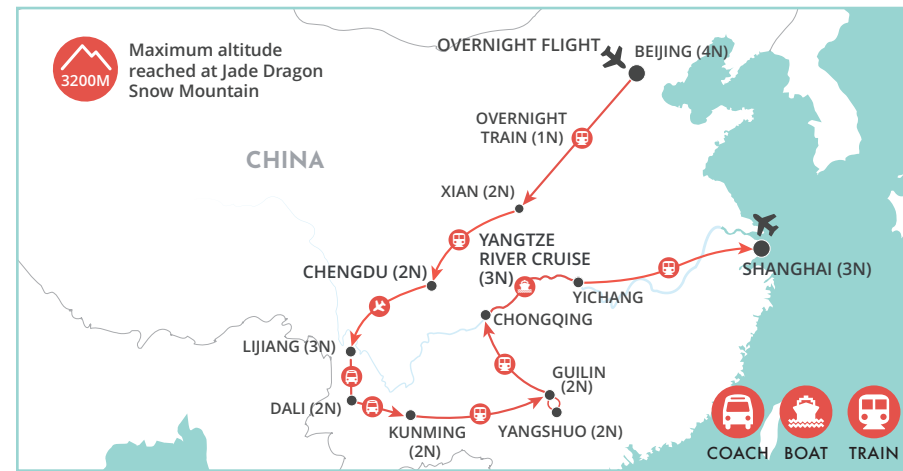 3200M
Maximum altitude
reached at Jade Dragon
Snow Mountain
OVERNIGHT FLIGHT
BEIJING (4N)
OVERNIGHT
TRAIN (1N)
CHINA
XIAN (2N)
YANGTZE
RIVER CRUISE
(3N)
CHENGDU (2N)
SHANGHAI (3N)
YICHANG
CHONGQING
LIJIANG (3N)
GUILIN
(2N)
DALI (2N)
KUNMING
(2N)
YANGSHUO (2N)
COACH
BOAT
TRAIN